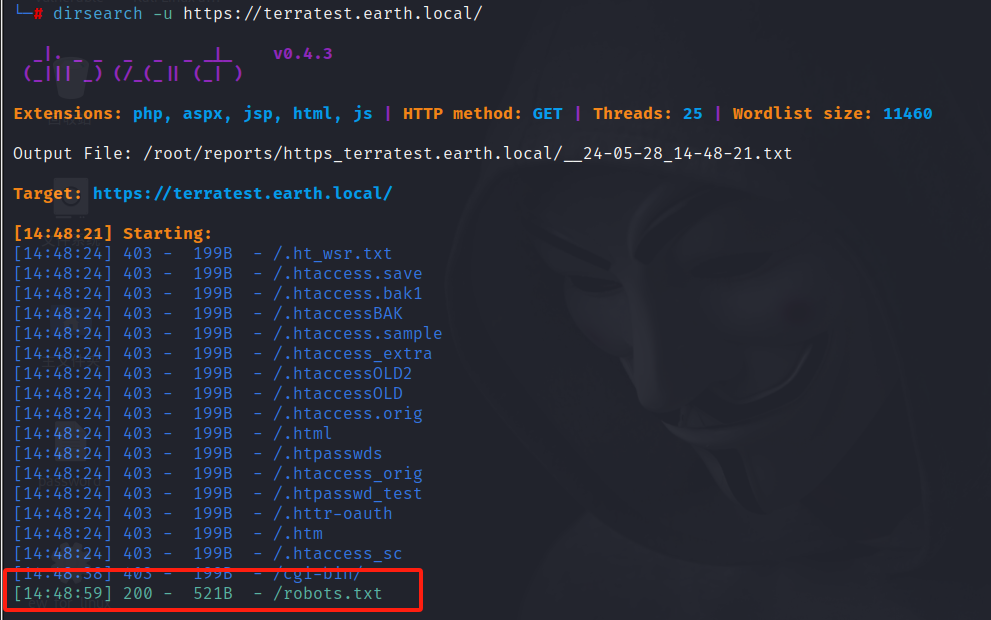 └─# dirsearch -u https://terratest.earth.local/
v0.4.3
Extensions: php, aspx, jsp, html, js | HTTP method: GET | Threads: 25 | Wordlist size: 11460
Output File: /root/reports/https_terratest.earth.local/__24-05-28_14-48-21.txt
Target: https://terratest.earth.local/
[14:48:21] Starting:
[14:48:24] 403 -  199B  - /.ht_wsr.txt
[14:48:24] 403 -  199B  - /.htaccess.save
[14:48:24] 403 -  199B  - /.htaccess.bak1
[14:48:24] 403 -  199B  - /.htaccessBAK
[14:48:24] 403 -  199B  - /.htaccess.sample
[14:48:24] 403 -  199B  - /.htaccess_extra
[14:48:24] 403 -  199B  - /.htaccessOLD2
[14:48:24] 403 -  199B  - /.htaccessOLD
[14:48:24] 403 -  199B  - /.htaccess.orig
[14:48:24] 403 -  199B  - /.html
[14:48:24] 403 -  199B  - /.htpasswds
[14:48:24] 403 -  199B  - /.htaccess_orig
[14:48:24] 403 -  199B  - /.htpasswd_test
[14:48:24] 403 -  199B  - /.httr-oauth
[14:48:24] 403 -  199B  - /.htm
[14:48:24] 403 -  199B  - /.htaccess_sc
[14:48:38] 403 -  199B  - /cgi-bin/
[14:48:59] 200 -  521B  - /robots.txt